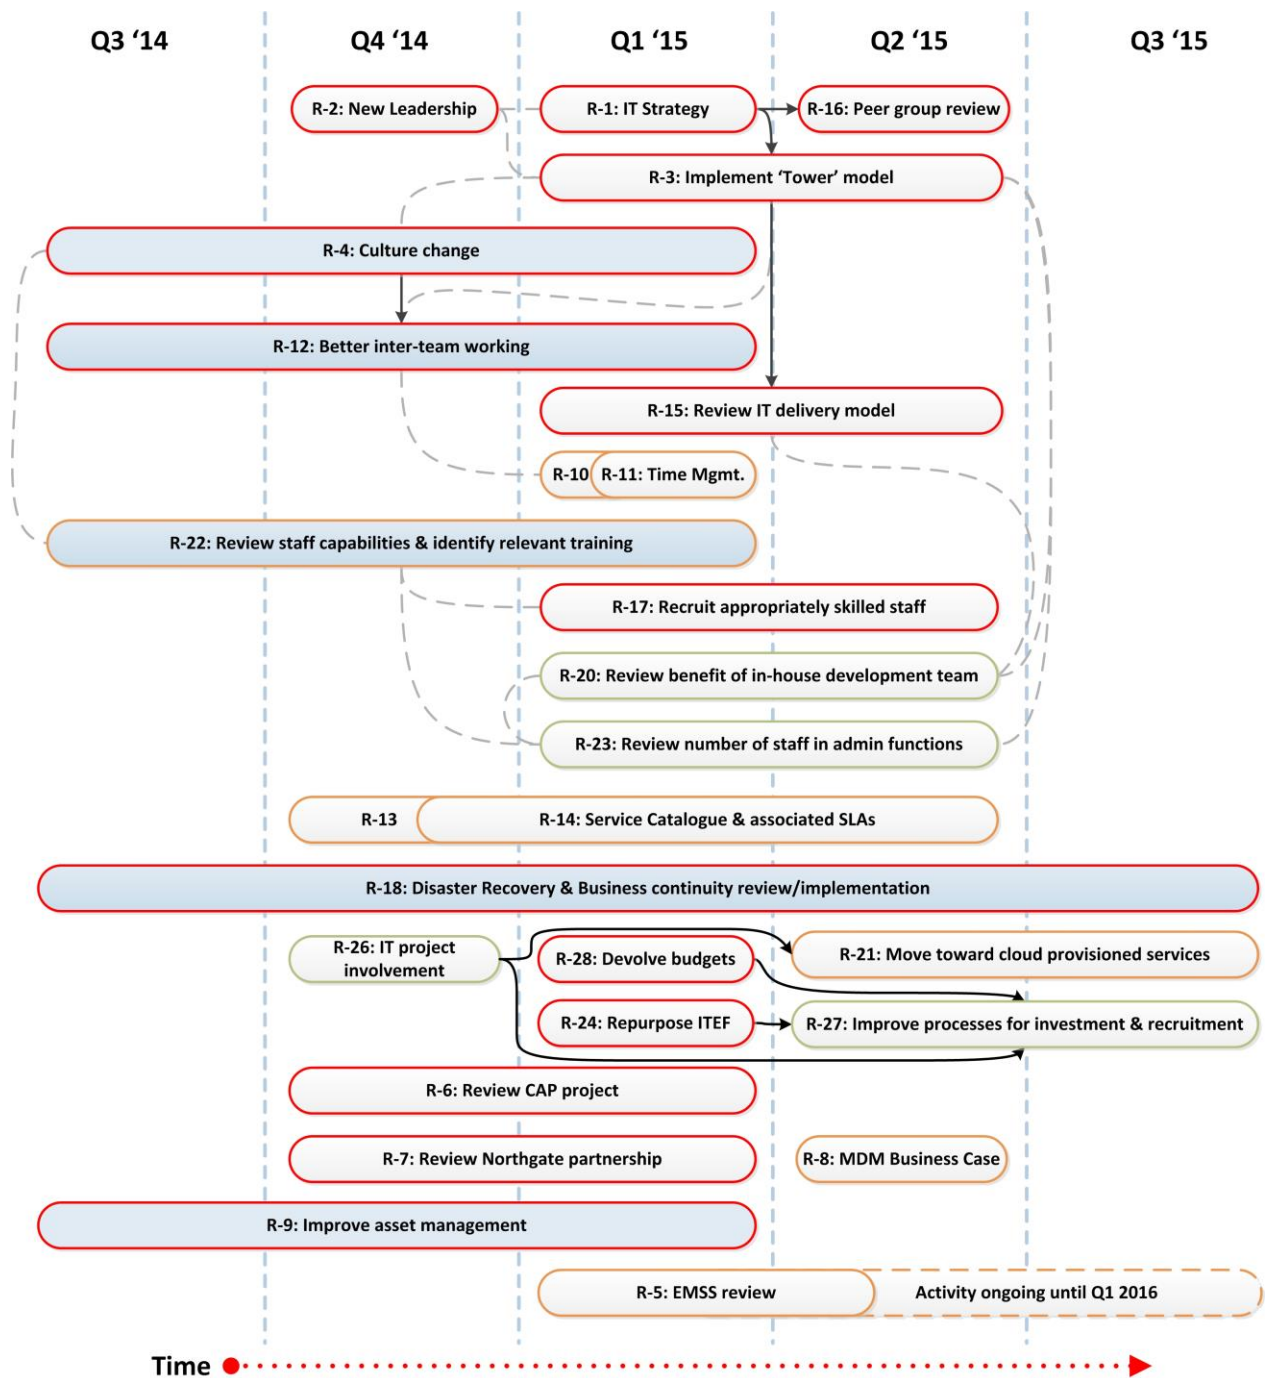 Q3 ‘14
Q4 ‘14
Q1 ‘15
Q2 ‘15
Q3 ‘15
R-2: New Leadership
R-1: IT Strategy
R-16: Peer group review
R-3: Implement ‘Tower’ model
R-4: Culture change
R-12: Better inter-team working
R-15: Review IT delivery model
R-10
R-11: Time Mgmt.
R-22: Review staff capabilities & identify relevant training
R-17: Recruit appropriately skilled staff
R-20: Review benefit of in-house development team
R-23: Review number of staff in admin functions
R-13
R-14: Service Catalogue & associated SLAs
R-18: Disaster Recovery & Business continuity review/implementation
R-26: IT project
involvement
R-28: Devolve budgets
R-21: Move toward cloud provisioned services
R-24: Repurpose ITEF
R-27: Improve processes for investment & recruitment
R-6: Review CAP project
R-7: Review Northgate partnership
R-8: MDM Business Case
R-9: Improve asset management
R-5: EMSS review
Activity ongoing until Q1 2016
Time